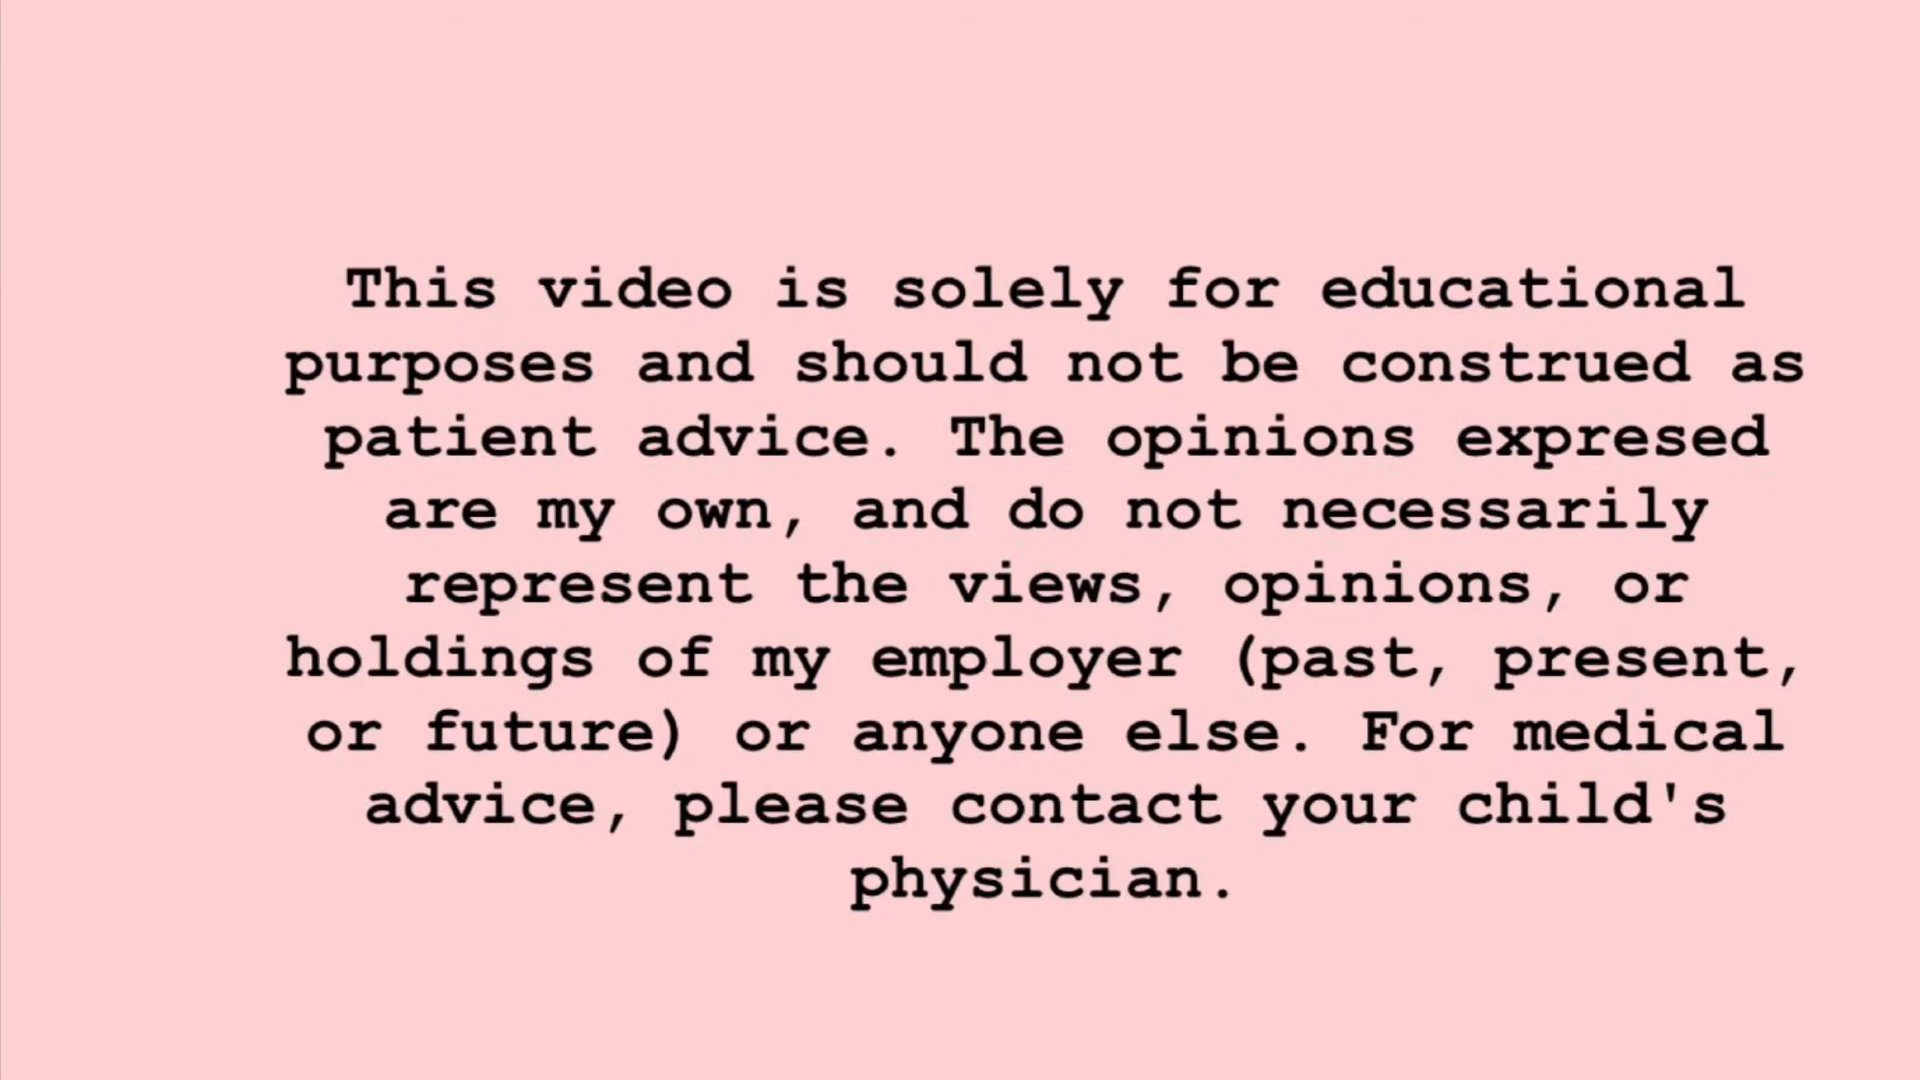 This video is solely for educational
purposes and should not be construed as
patient advice. The opinions expresed
are my own, and do not necessarily
represent the views, opinions, or
holdings of my employer (past, present,
or future) or anyone else. For medical
advice, please contact your child's
physician.